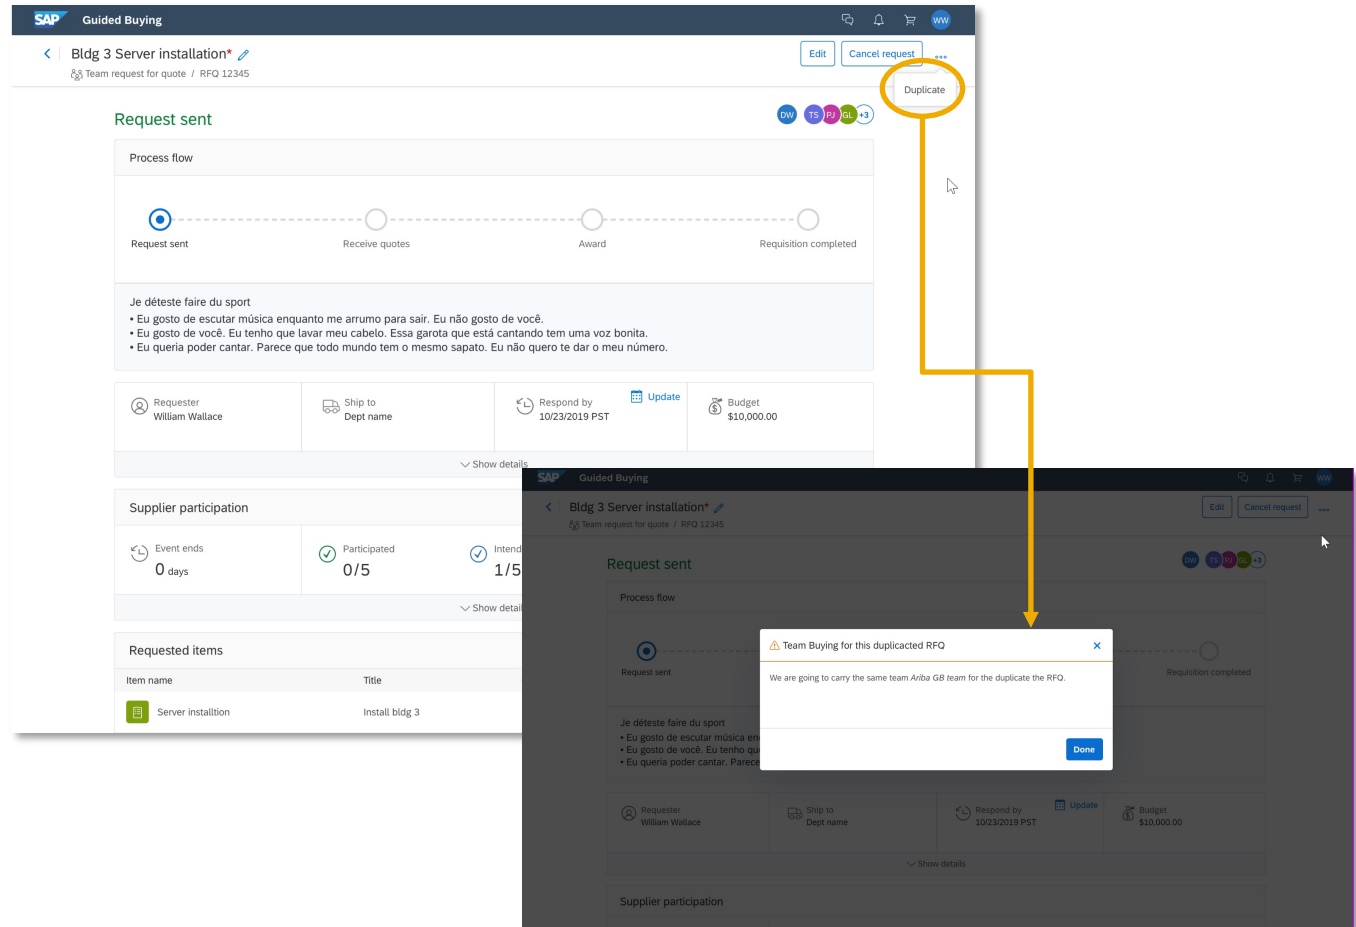 SAP Guided Buying WW
Bldg 3 Server installation*
Team request for quote / RFQ 12345
Edit Cancel request
Duplicate
Request sent
DW TS PJ GL +3
Process flow
Request sent Receive quotes Award Requisition completed
Je déteste faire du sport
• Eu gosto de escutar música enquanto me arrumo para sair. Eu não gosto de você.
• Eu gosto de você. Eu tenho que lavar meu cabelo. Essa garota que está cantando tem uma voz bonita.
• Eu queria poder cantar. Parece que todo mundo tem o mesmo sapato. Eu não quero te dar o meu número.
Requester Ship to Respond by Update Budget
William Wallace Dept name 10/23/2019 PST $10,000.00
Show details
Supplier participation
Event ends Participated Intend
0 days 0/5 1/5
Show detail
Requested items
Item name Title
Server installtion Install bldg 3
SAP Guided Buying WW
Bldg 3 Server installation*
Team request for quote / RFQ 12345
Edit Cancel request
Request sent
DW TS PJ GL +3
Process flow
Request sent Requisition completed
Team Buying for this duplicacted RFQ
We are going to carry the same team Ariba GB team for the duplicate the RFQ.
Done
Je déteste faire du sport
• Eu gosto de escutar música en
• Eu gosto de você. Eu tenho qu
• Eu queria poder cantar. Parece
Requester Ship to Respond by Update Budget
William Wallace Dept name 10/23/2019 PST $10,000.00
Show details
Supplier participation